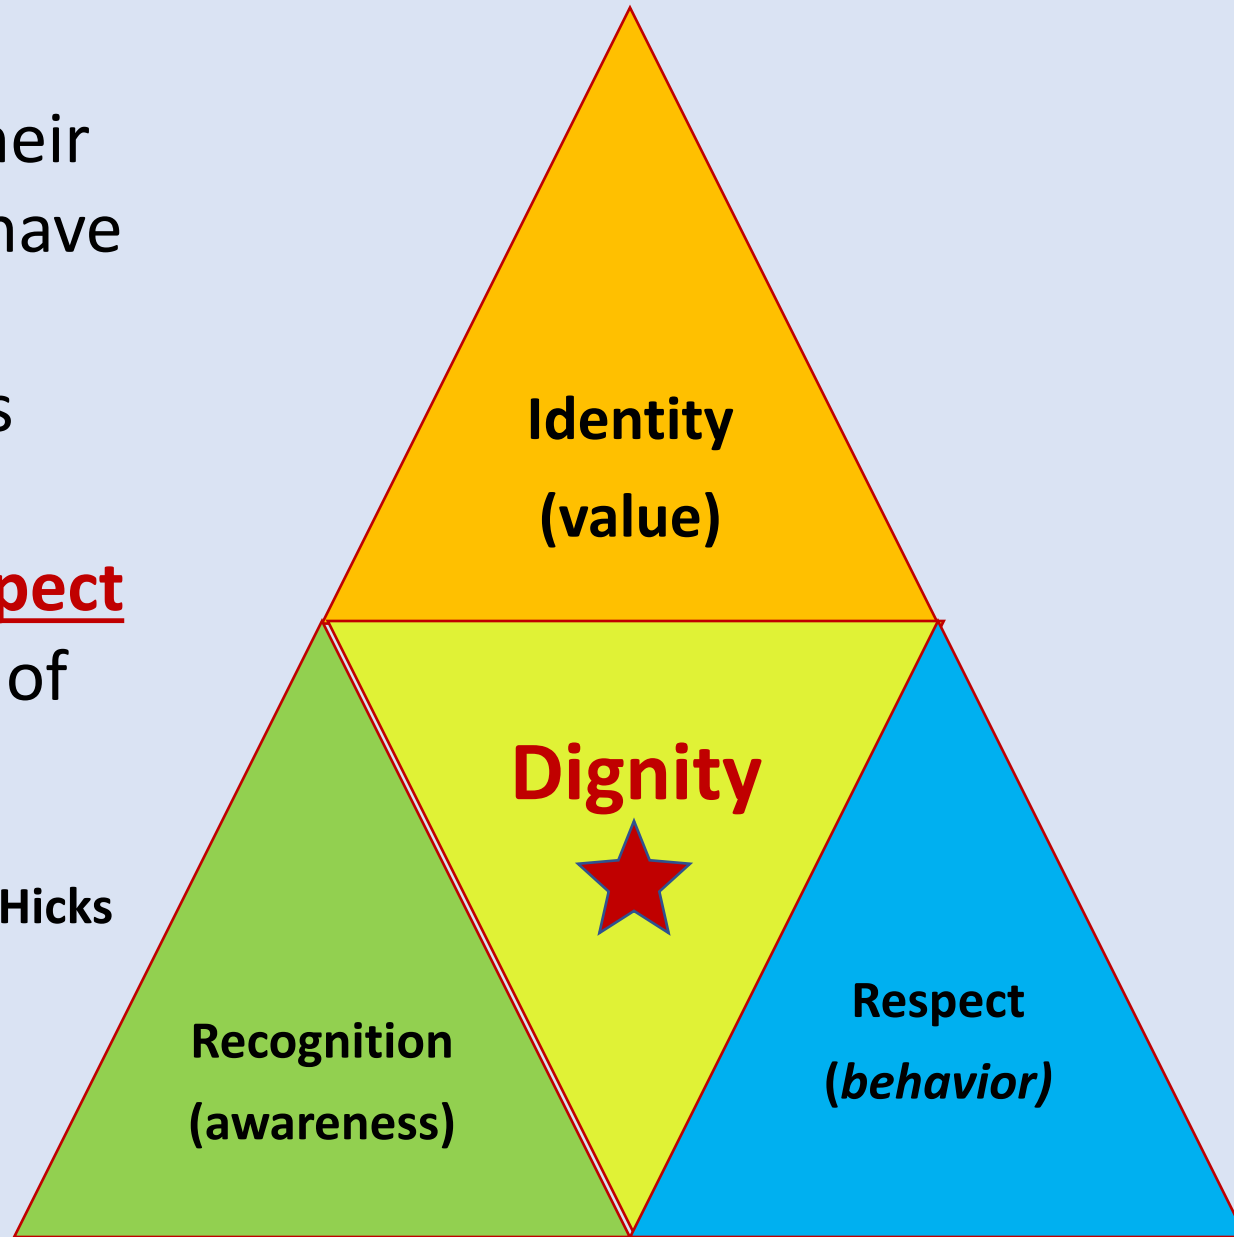 heir
have
s
pect
of
Hicks
Identity
(value)
Dignity
Recognition
(awareness)
Respect
(behavior)